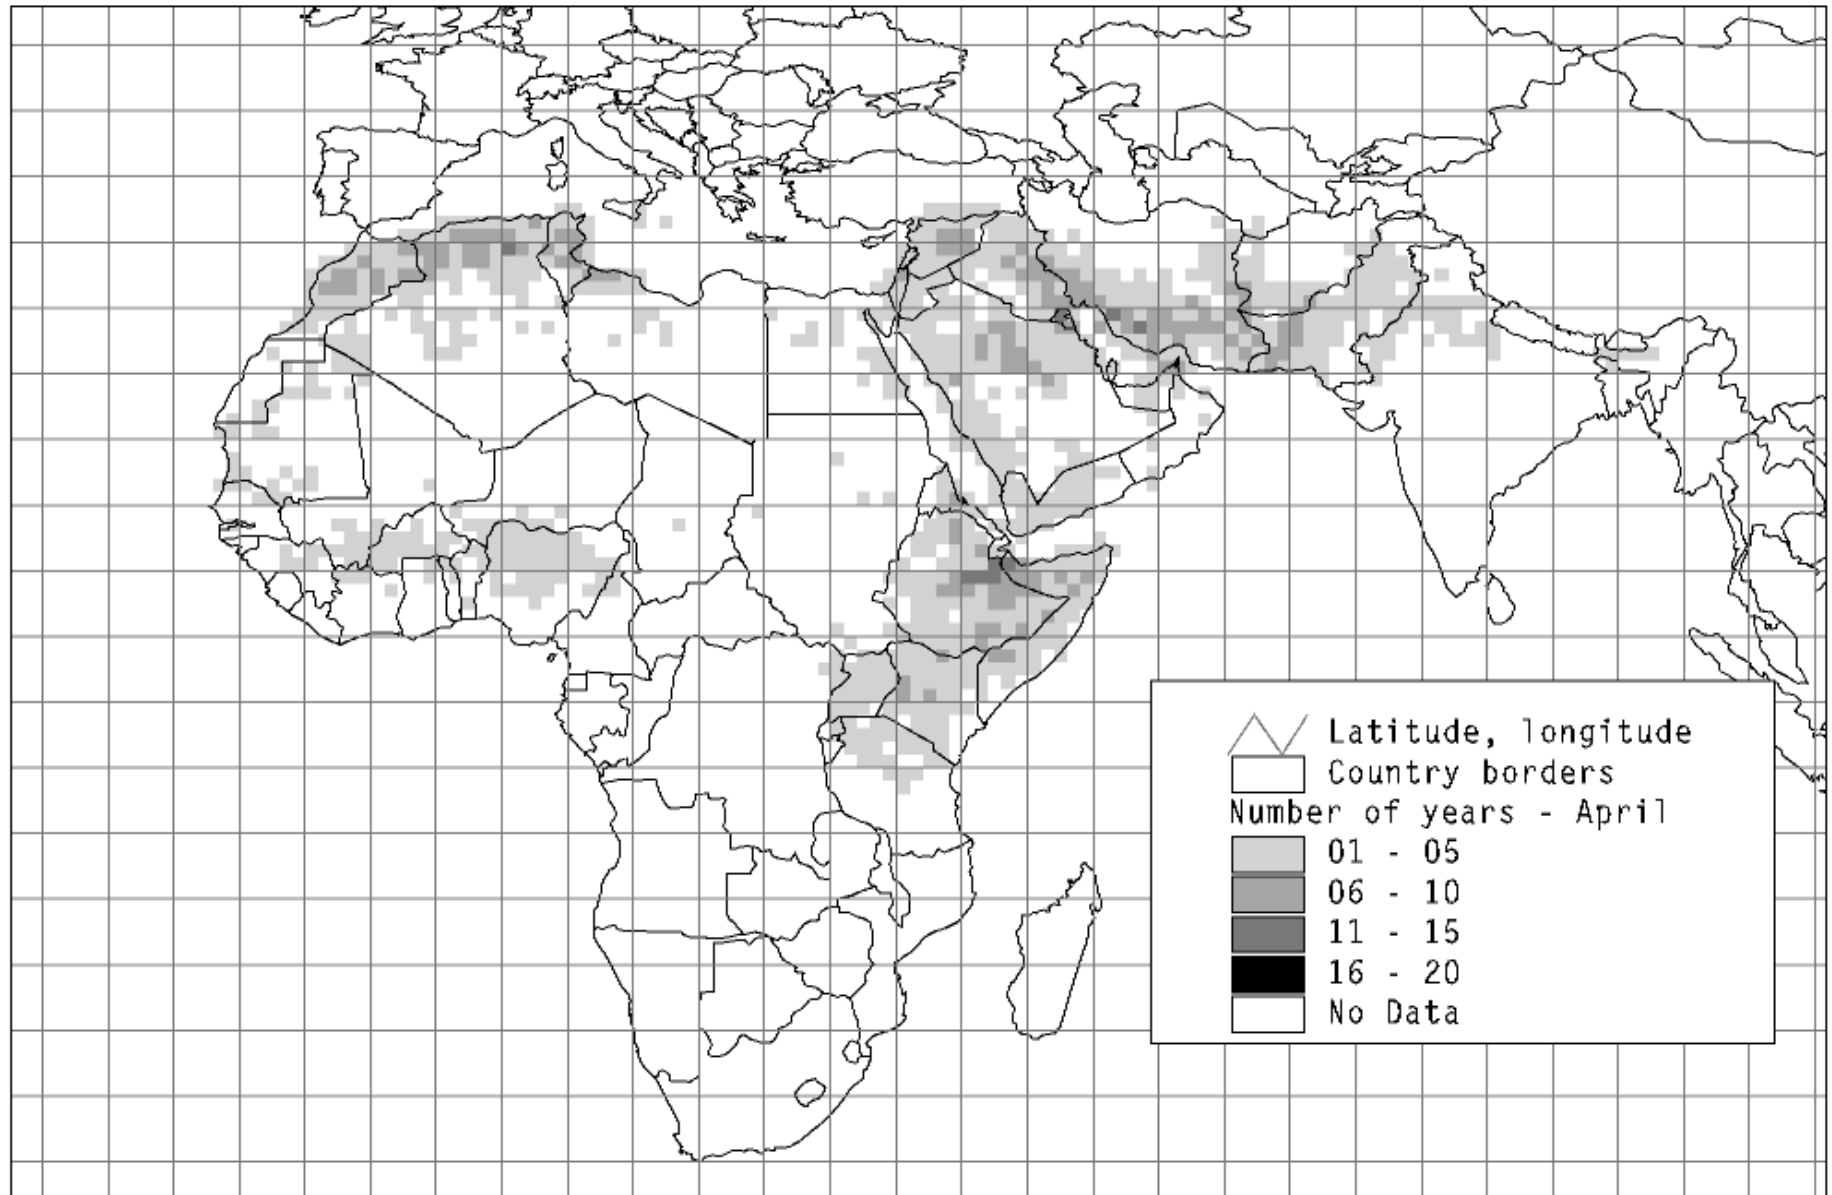 Latitude, longitude
Country borders
Number of years - April
01 - 05
06 - 10
11 - 15
16 - 20
No Data